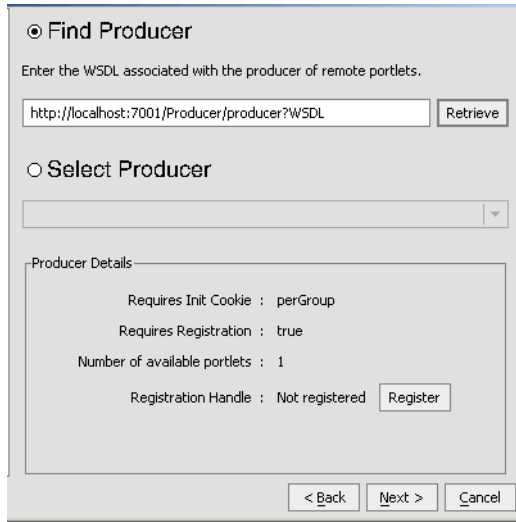 Find Producer
Enter the WSDL associated with the producer of remote portlets.
http://localhost:7001/Producer/producer?WSDL Retrieve
Select Producer
Producer Details
Requires Init Cookie : perGroup
Requires Registration : true
Number of available portlets : 1
Registration Handle : Not registered Register
< Back Next > Cancel